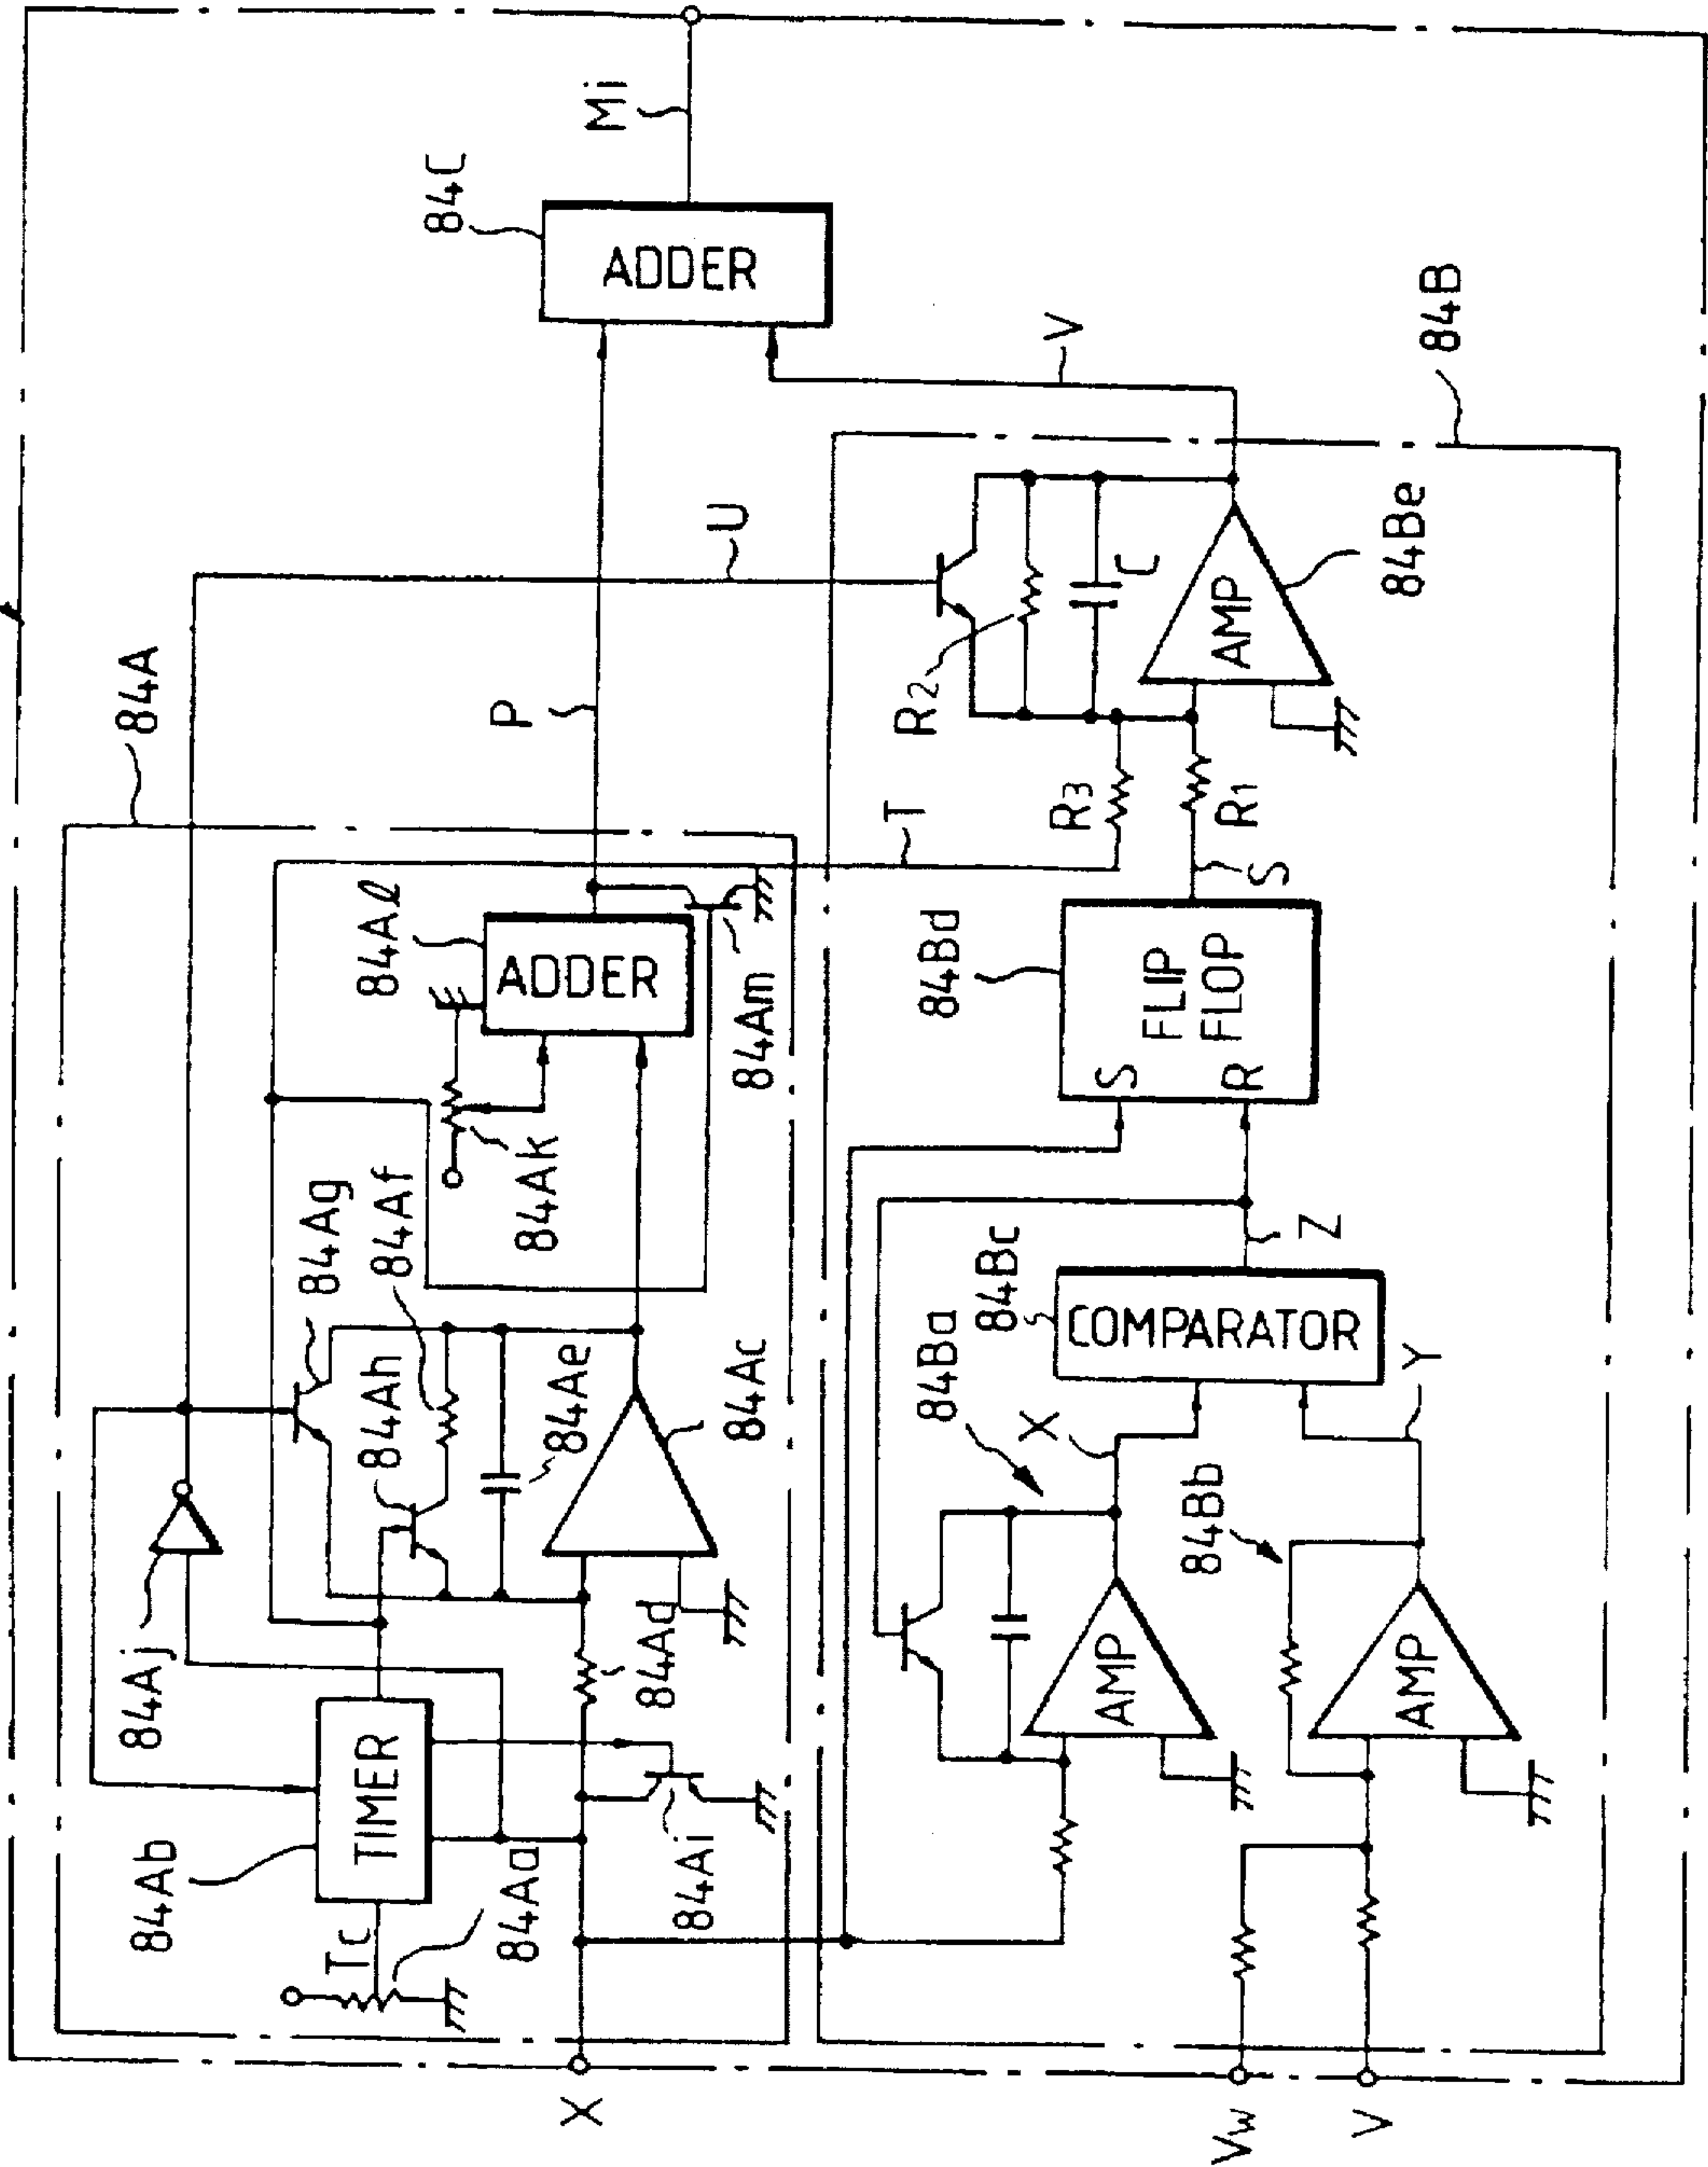 84A
84Aj
84Ag
84Ah
84Af
84Ab
TIMER
Tc
84Aa
84Ai
84Ad
84Ae
84Ac
84Ak
84Aℓ
ADDER
84Am
P
U
T
84C
ADDER
Mi
V
X
84Ba
AMP
X
84Bb
AMP
Y
84Bc
COMPARATOR
Z
84Bd
S
R
FLIP
FLOP
S
R1
R3
R2
C
AMP
84Be
84B
Vw
V